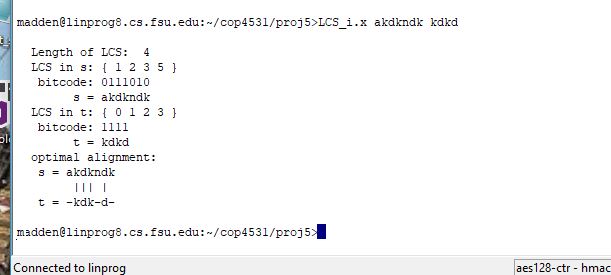 madden@linprog8.cs.fsu.edu:~/cop4531/proj5>LCS_i.x akdkndk kdkd
Length of LCS:  4
LCS in s: { 1 2 3 5 }
bitcode: 0111010
s = akdkndk
LCS in t: { 0 1 2 3 }
bitcode: 1111
t = kdkd
optimal alignment:
s = akdkndk
||| |
t = -kdk-d-
madden@linprog8.cs.fsu.edu:~/cop4531/proj5>
Connected to linprog
aes128-ctr - hmac